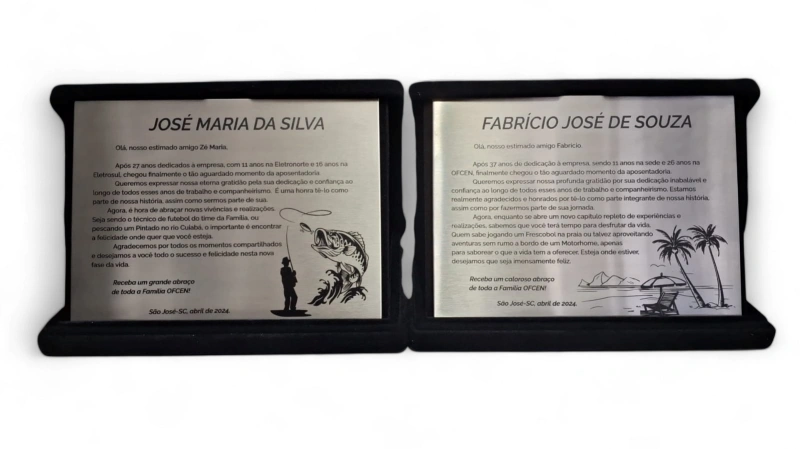 JOSÉ MARIA DA SILVA
Olá, nosso estimado amigo Zé Maria.
Após 27 anos dedicados à empresa, com 11 anos na Eletronorte e 16 anos na
Eletrosul, chegou finalmente o tão aguardado momento da aposentadoria.
Queremos expressar nossa eterna gratidão pela sua dedicação e confiança ao
longo de todos esses anos de trabalho e companheirismo. É uma honra tê-lo como
parte de nossa história, assim como sermos parte de sua.
Agora, é hora de abraçar novas vivências e realizações.
Seja sendo o técnico de futebol do time da Família, ou
pescando um Pintado no rio Cuiabá, o importante é encontrar
a felicidade onde quer que você esteja.
Agradecemos por todos os momentos compartilhados
e desejamos a você todo o sucesso e felicidade nesta nova
fase da vida.
Receba um grande abraço
de toda a Família OFCEN!
São José-SC, abril de 2024.
FABRÍCIO JOSÉ DE SOUZA
Olá, nosso estimado amigo Fabrício.
Após 37 anos de dedicação à empresa, sendo 11 anos na sede e 26 anos na
OFCEN, finalmente chegou o tão aguardado momento da aposentadoria.
Queremos expressar nossa profunda gratidão por sua dedicação inabalável e
confiança ao longo de todos esses anos de trabalho e companheirismo. Estamos
realmente agradecidos e honrados por tê-lo como parte integrante de nossa história,
assim como por fazermos parte de sua jornada.
Agora, enquanto se abre um novo capítulo repleto de experiências e
realizações, sabemos que você terá tempo para desfrutar da vida.
Quem sabe jogando um Frescobol na praia ou talvez aproveitando
aventuras sem rumo a bordo de um Motorhome, apenas
para saborear o que a vida tem a oferecer. Esteja onde estiver,
desejamos que seja imensamente feliz.
Receba um caloroso abraço
de toda a Família OFCEN!
São José-SC, abril de 2024.